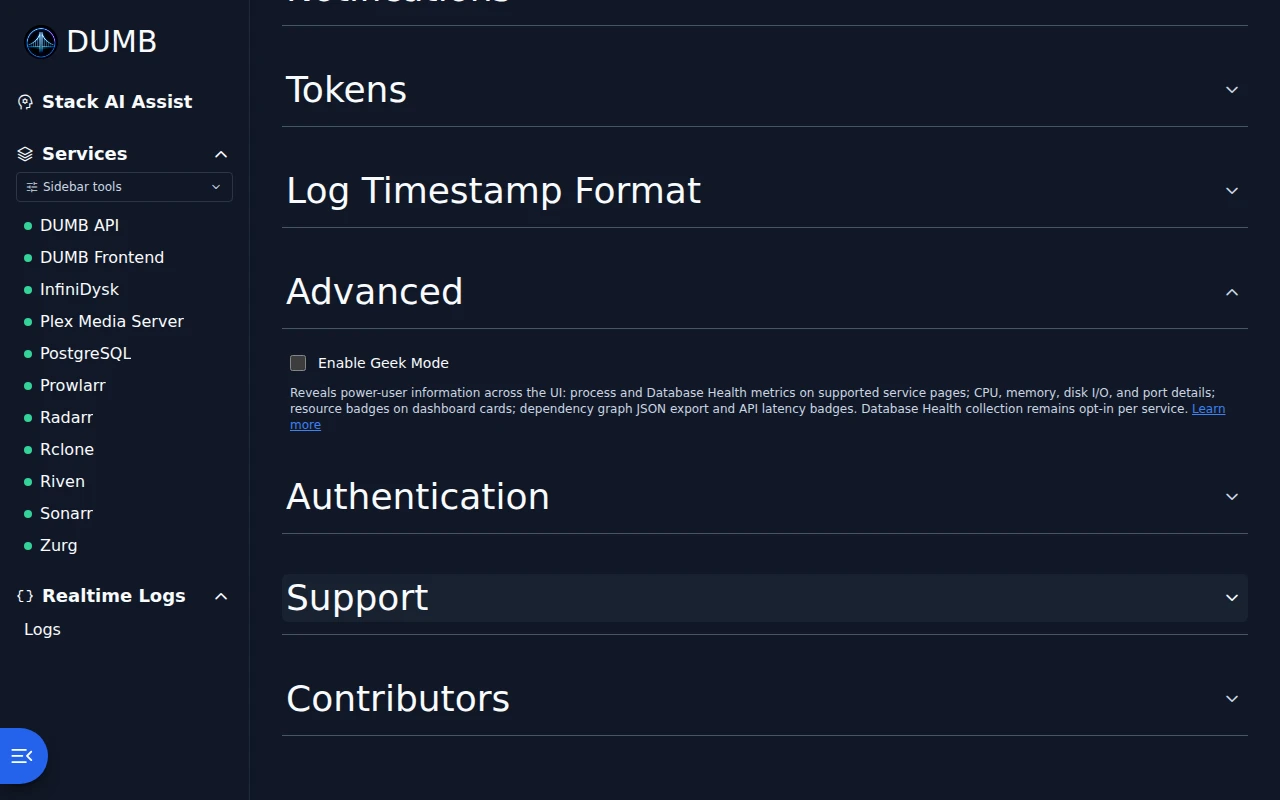 DUMB
Stack AI Assist
Services
Sidebar tools
DUMB API
DUMB Frontend
InfiniDysk
Plex Media Server
PostgreSQL
Prowlarr
Radarr
Rclone
Riven
Sonarr
Zurg
Realtime Logs
Logs
Notifications
Tokens
Log Timestamp Format
Advanced
Enable Geek Mode
Reveals power-user information across the UI: process and Database Health metrics on supported service pages; CPU, memory, disk I/O, and port details;
resource badges on dashboard cards; dependency graph JSON export and API latency badges. Database Health collection remains opt-in per service. Learn
more
Authentication
Support
Contributors